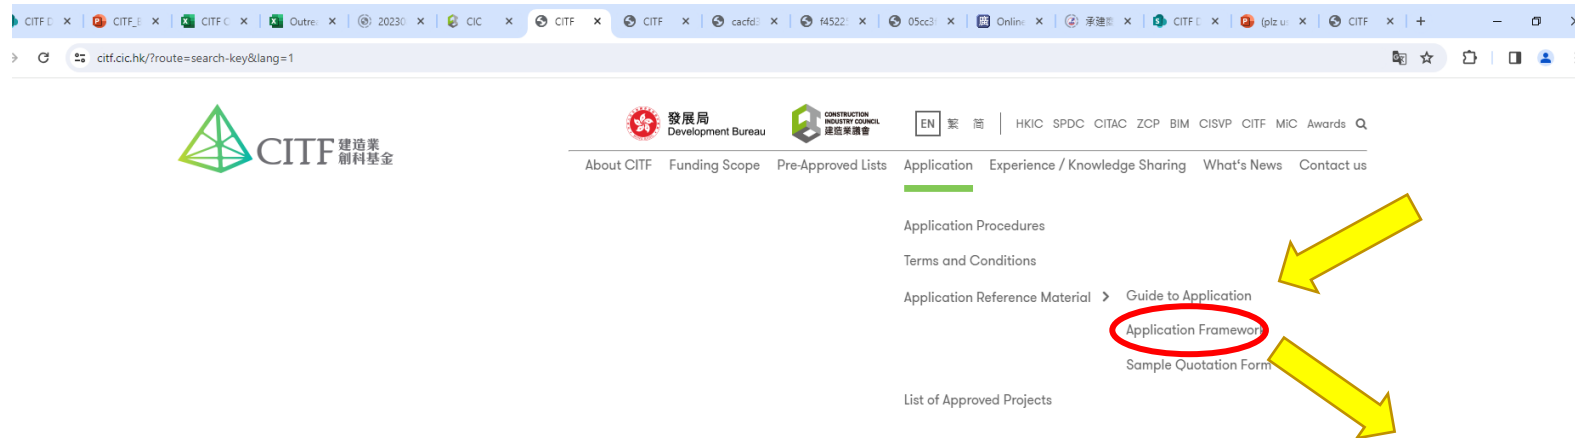 CITF D CITF_E CITF C Outre 20230 CIC CITF CITF cacfd3 f4522 05cc3 Online 承建 CITF D (plz u CITF
citf.cic.hk/?route=search-key&lang=1
CITF 建造業
創科基金
發展局
Development Bureau
CONSTRUCTION
INDUSTRY COUNCIL
建造業議會
EN 繁 简 HKIC SPDC CITAC ZCP BIM CISVP CITF MiC Awards
About CITF Funding Scope Pre-Approved Lists Application Experience / Knowledge Sharing What's News Contact us
Application Procedures
Terms and Conditions
Application Reference Material > Guide to Application
Application Framework
Sample Quotation Form
List of Approved Projects